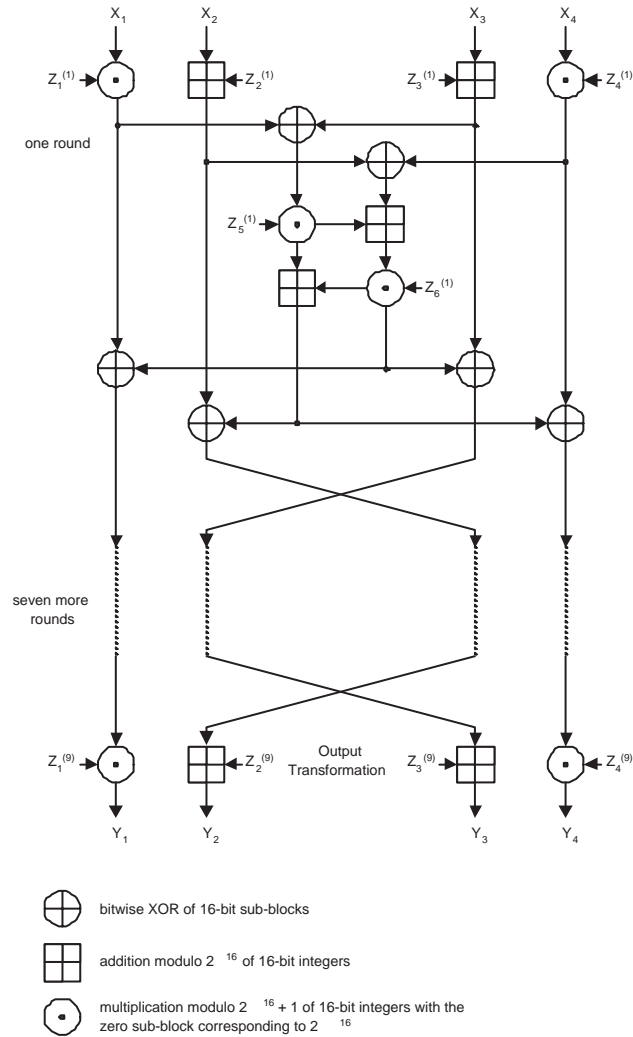 X₁ X₂ X₃ X₄
Z₁⁽¹⁾ Z₂⁽¹⁾ Z₃⁽¹⁾ Z₄⁽¹⁾
one round
Z₅⁽¹⁾
Z₆⁽¹⁾
seven more
rounds
Output
Transformation
Z₁⁽⁹⁾ Z₂⁽⁹⁾ Z₃⁽⁹⁾ Z₄⁽⁹⁾
Y₁ Y₂ Y₃ Y₄
bitwise XOR of 16-bit sub-blocks
addition modulo 2 ¹⁶ of 16-bit integers
multiplication modulo 2 ¹⁶ + 1 of 16-bit integers with the
zero sub-block corresponding to 2 ¹⁶